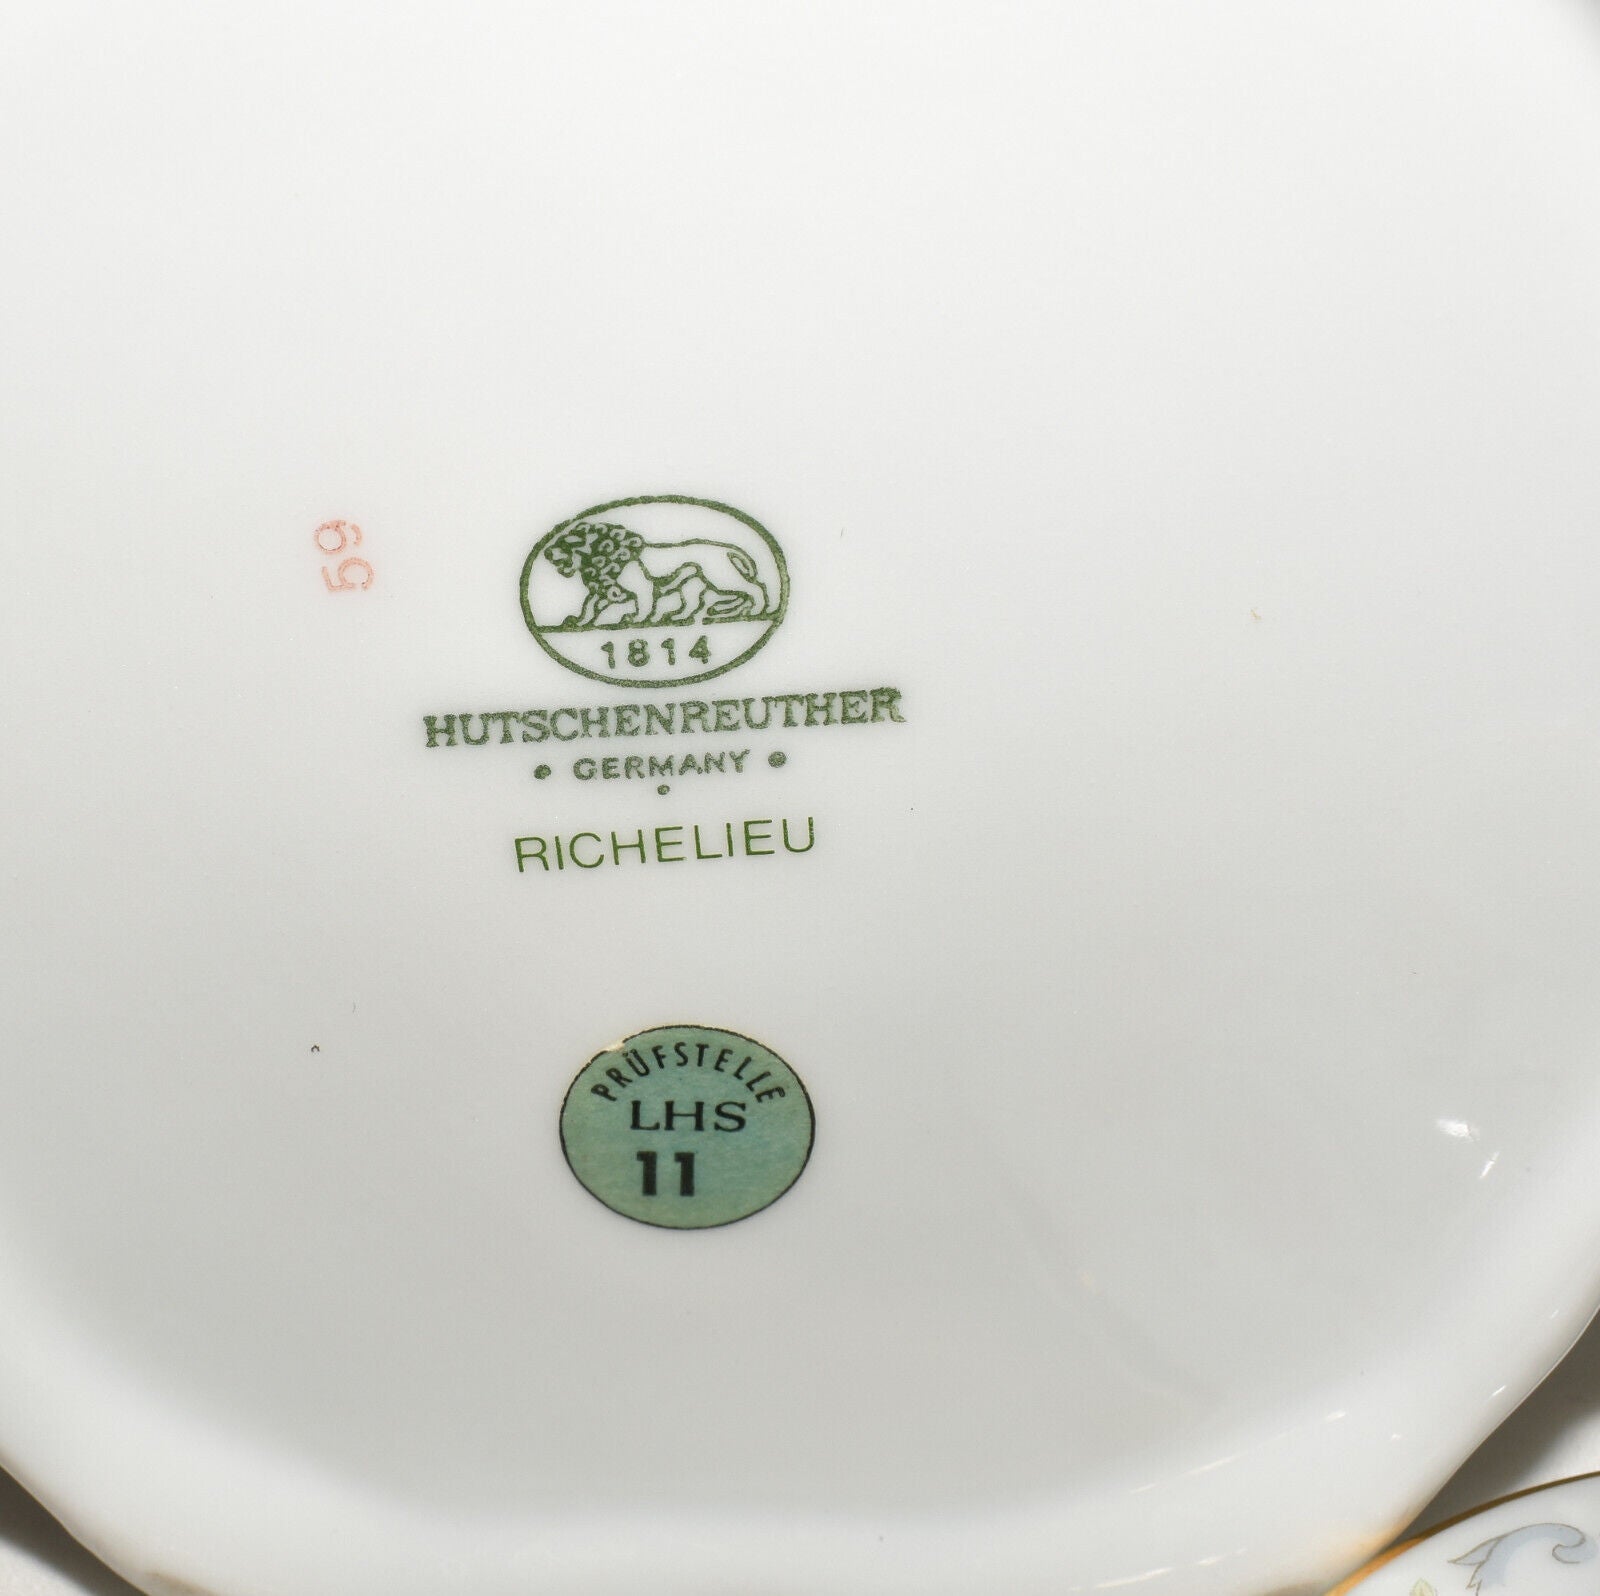 59
1814
HUTSCHENREUTHER
• GERMANY •
•
RICHELIEU
PRÜFSTELLE
LHS
11